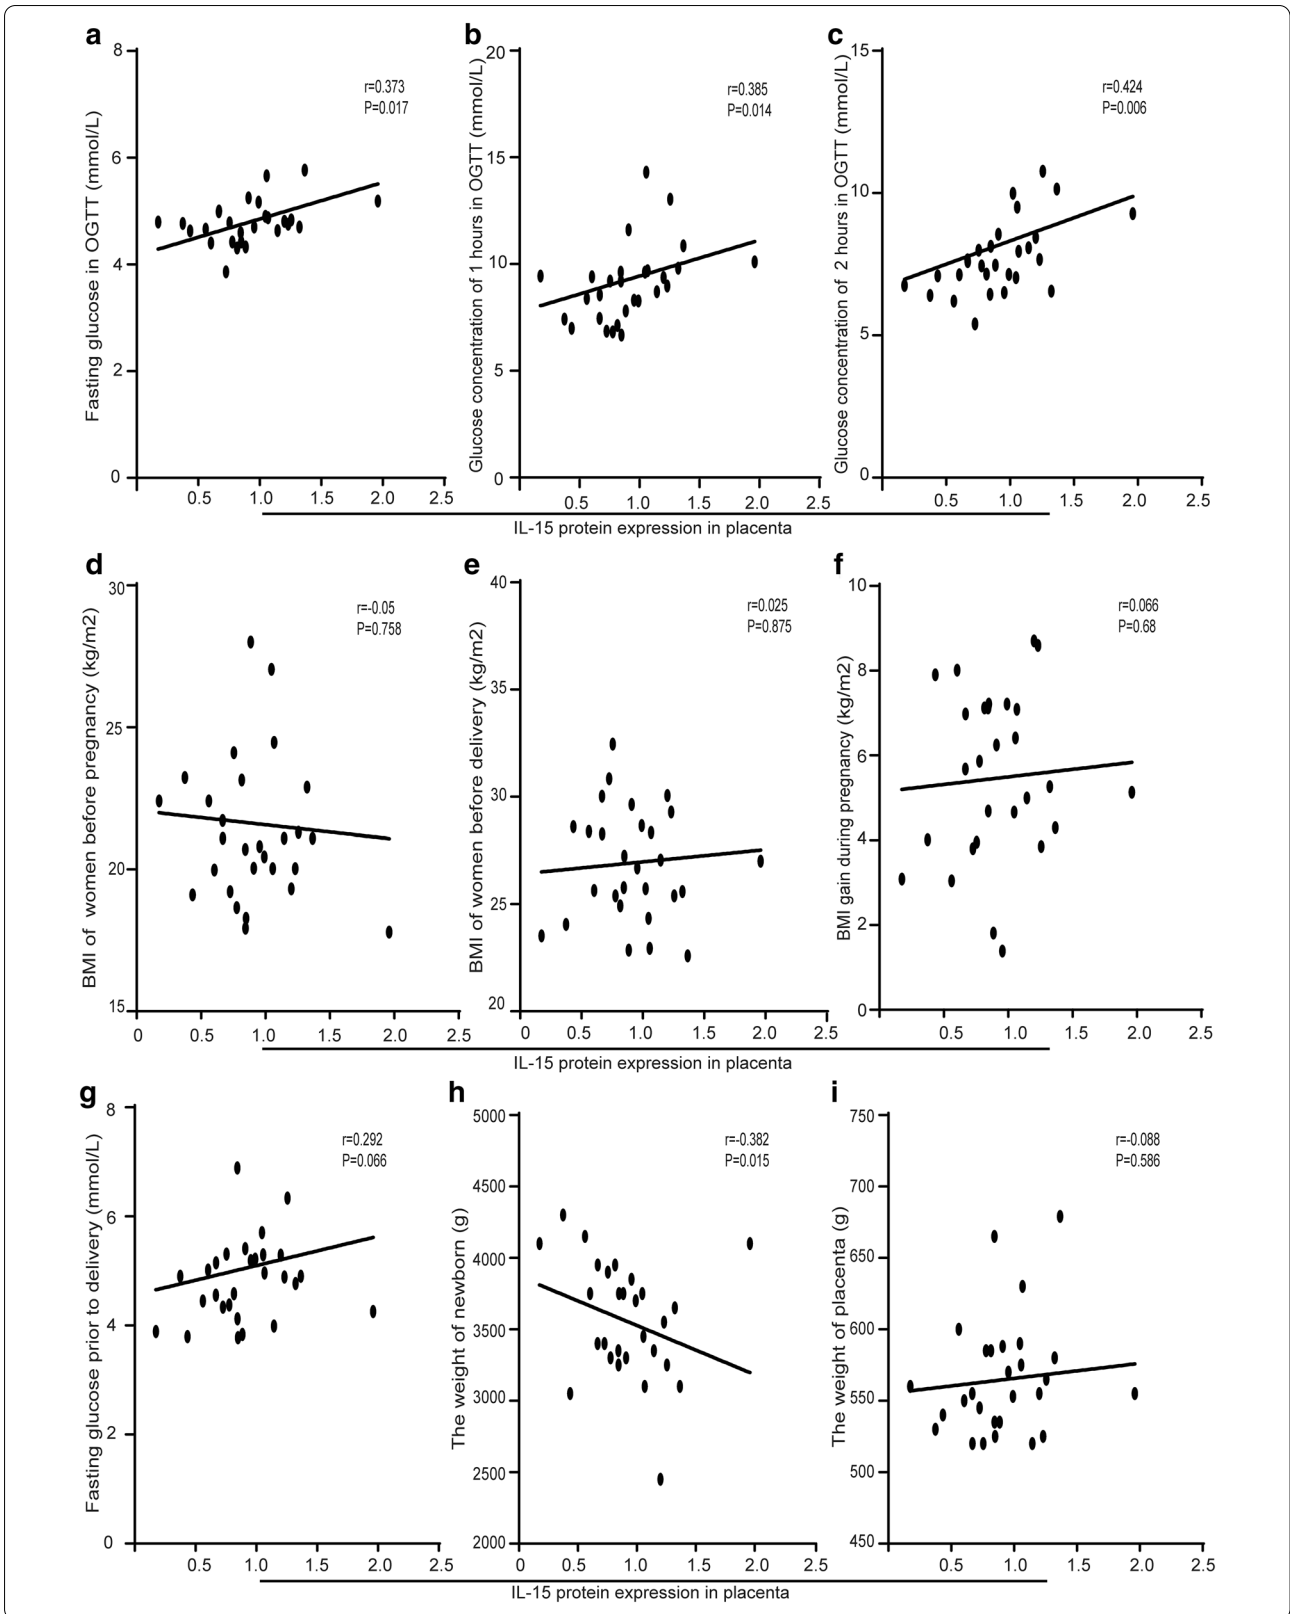 a
8
6
4
2
0
Fasting glucose in OGTT (mmol/L)
r=0.373
P=0.017
0.5 1.0 1.5 2.0 2.5
b
20
15
10
5
0
Glucose concentration of 1 hours in OGTT (mmol/L)
r=0.385
P=0.014
0.5 1.0 1.5 2.0 2.5
c
15
10
5
0
Glucose concentration of 2 hours in OGTT (mmol/L)
r=0.424
P=0.006
0.5 1.0 1.5 2.0 2.5
IL-15 protein expression in placenta
d
30
25
20
15
BMI of women before pregnancy (kg/m2)
r=-0.05
P=0.758
0 0.5 1.0 1.5 2.0 2.5
e
40
35
30
25
20
BMI of women before delivery (kg/m2)
r=0.025
P=0.875
0 0.5 1.0 1.5 2.0 2.5
f
10
8
6
4
2
0
BMI gain during pregnancy (kg/m2)
r=0.066
P=0.68
0.5 1.0 1.5 2.0 2.5
IL-15 protein expression in placenta
g
8
6
4
2
0
Fasting glucose prior to delivery (mmol/L)
r=0.292
P=0.066
0.5 1.0 1.5 2.0 2.5
h
5000
4500
4000
3500
3000
2500
2000
The weight of newborn (g)
r=-0.382
P=0.015
0 0.5 1.0 1.5 2.0 2.5
i
750
700
650
600
550
500
450
The weight of placenta (g)
r=-0.088
P=0.586
0.5 1.0 1.5 2.0 2.5
IL-15 protein expression in placenta